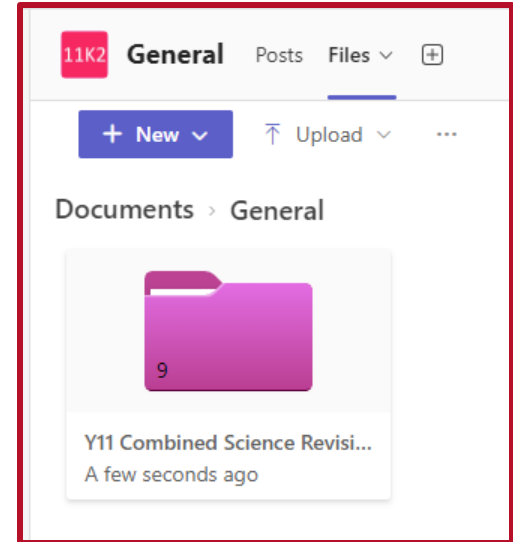 11K2 General Posts Files
+ New Upload ...
Documents > General
9
Y11 Combined Science Revisi...
A few seconds ago